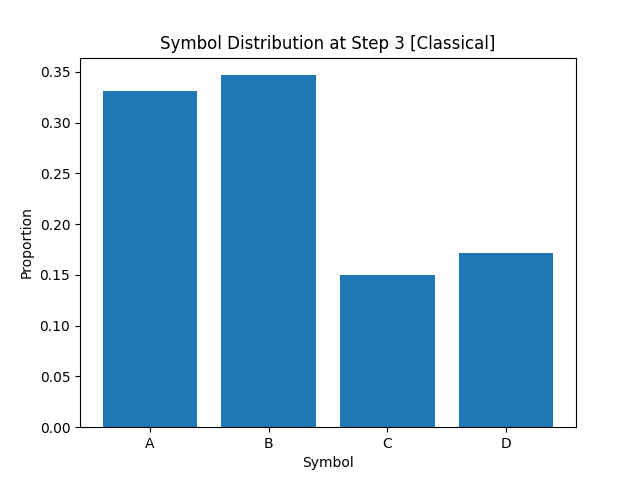 Symbol Distribution at Step 3 [Classical]
Proportion
0.35
0.30
0.25
0.20
0.15
0.10
0.05
0.00
A B C D
Symbol